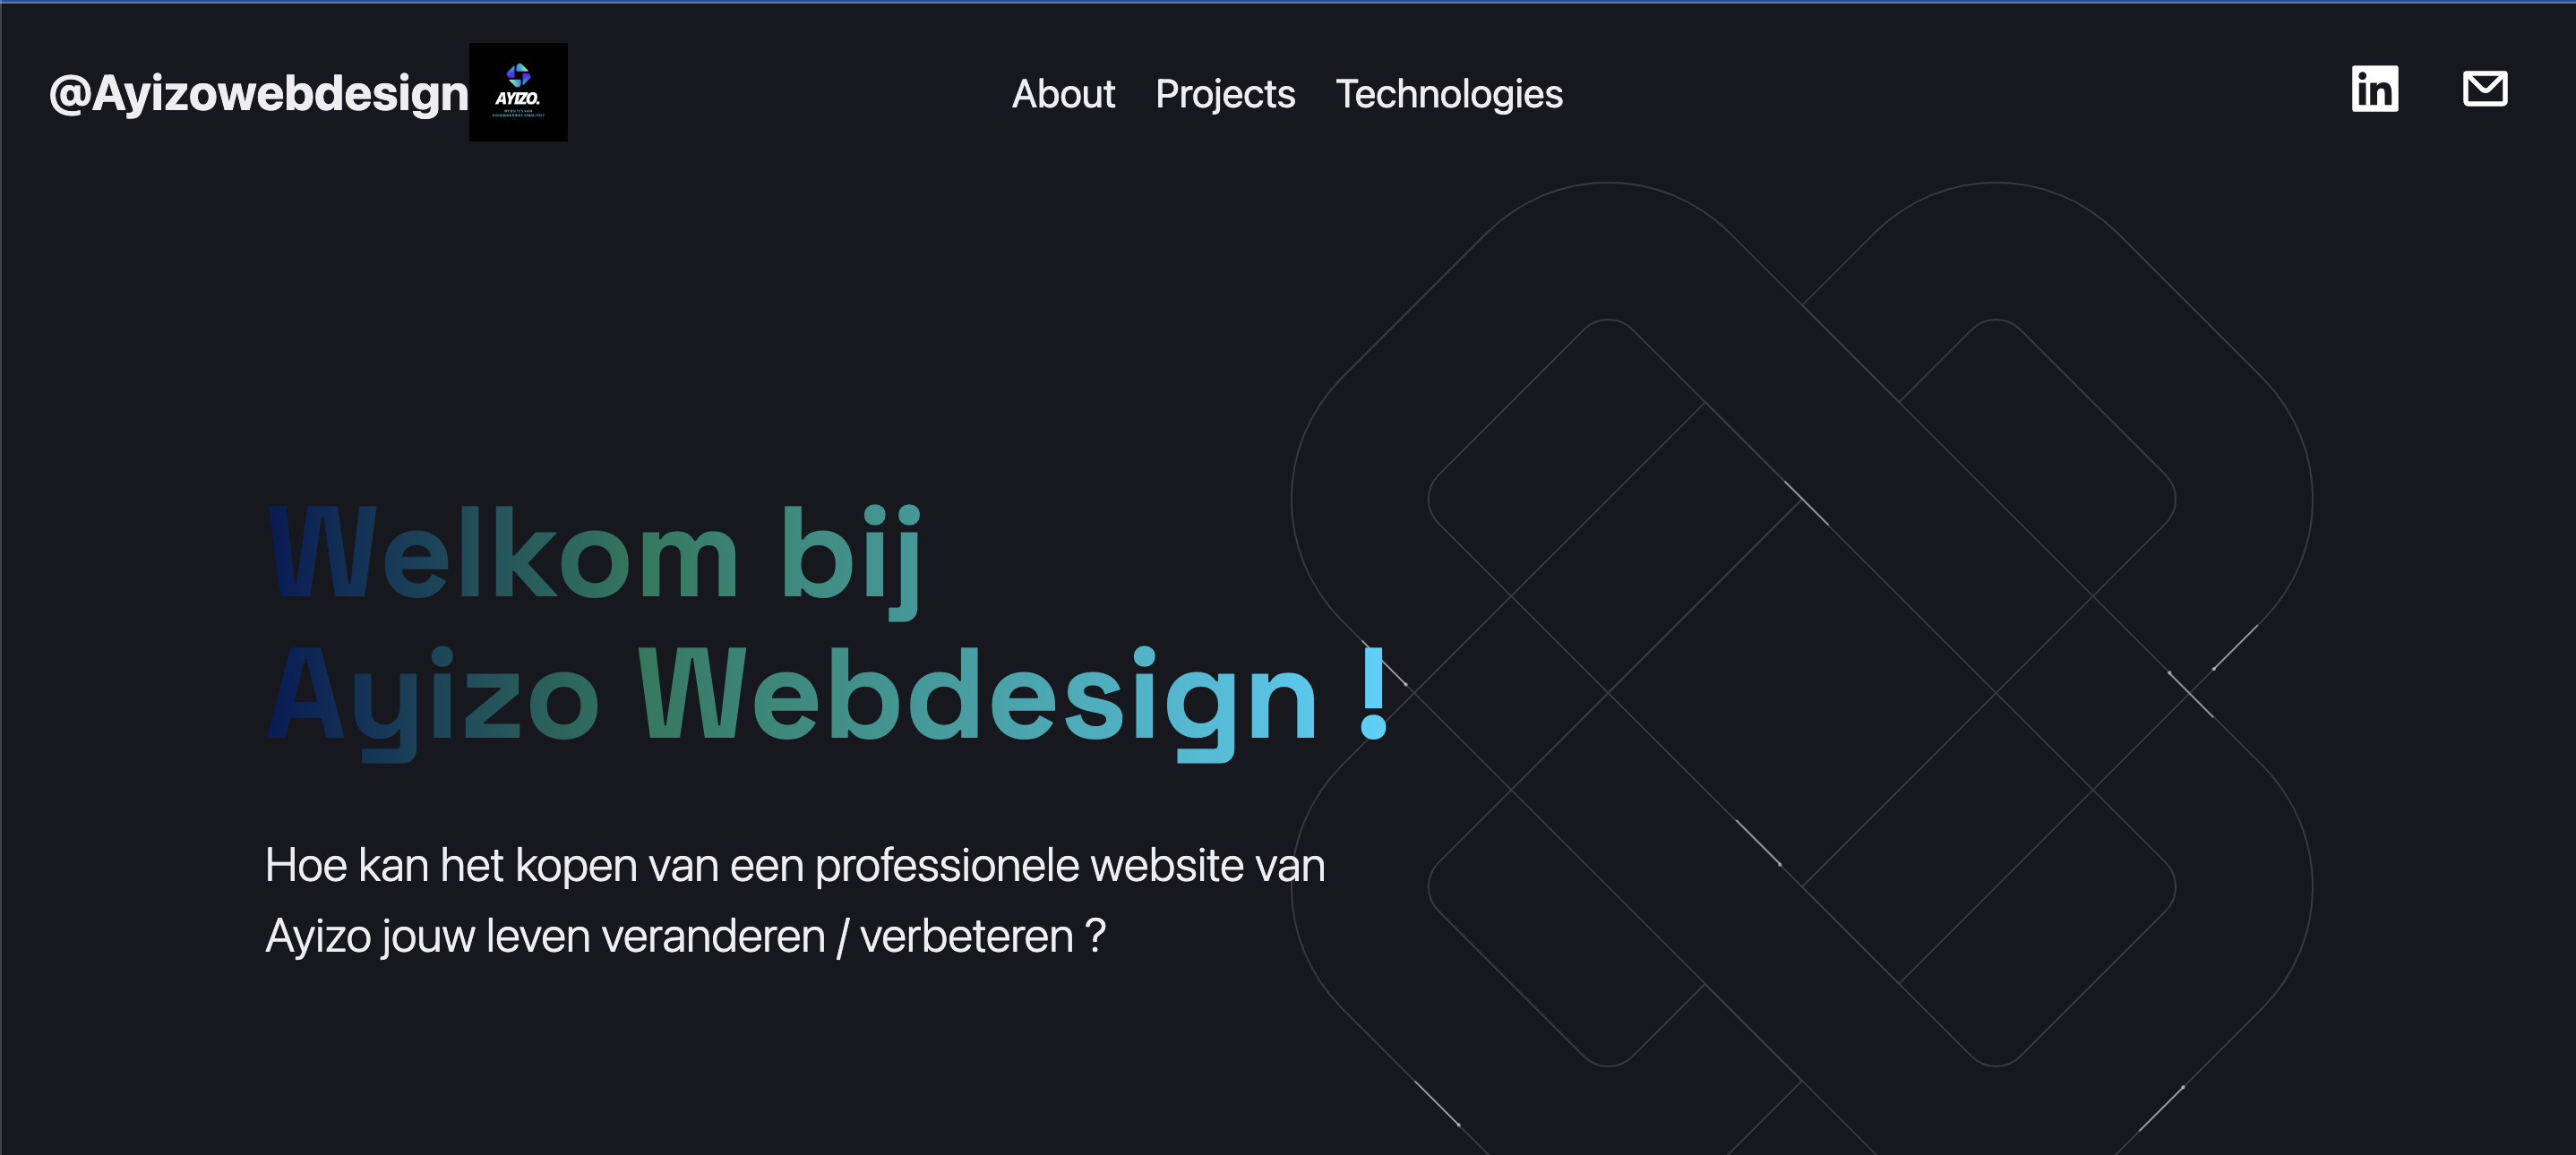 @Ayizowebdesign
AYIZO.
About Projects Technologies
in
Welkom bij
Ayizo Webdesign !
Hoe kan het kopen van een professionele website van
Ayizo jouw leven veranderen / verbeteren ?